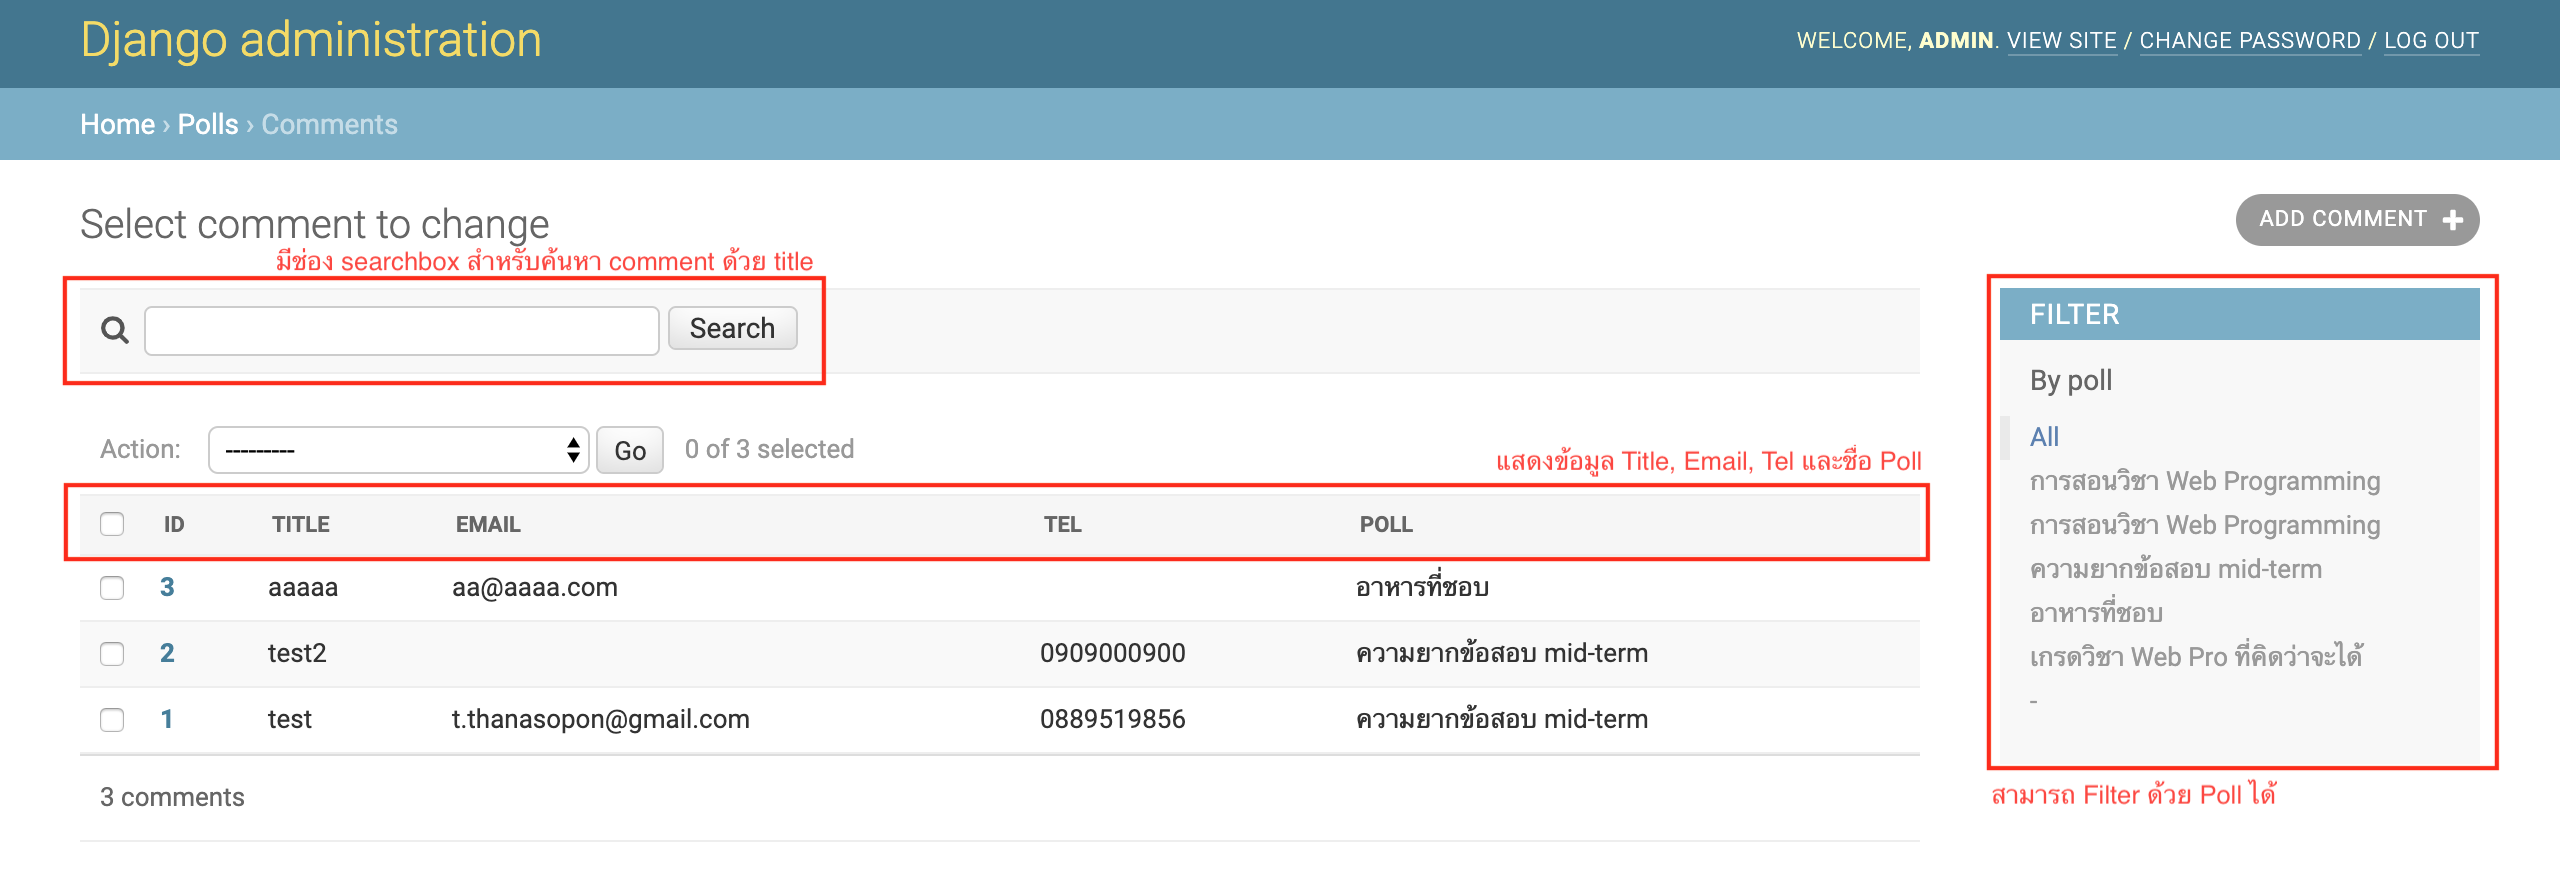 Django administration
WELCOME, ADMIN. VIEW SITE / CHANGE PASSWORD / LOG OUT
Home › Polls › Comments
Select comment to change
ADD COMMENT +
มีช่อง searchbox สำหรับค้นหา comment ด้วย title
Search
Action:
---------
Go
0 of 3 selected
แสดงข้อมูล Title, Email, Tel และชื่อ Poll
ID TITLE EMAIL TEL POLL
3 aaaaa aa@aaaa.com อาหารที่ชอบ
2 test2 0909000900 ความยากข้อสอบ mid-term
1 test t.thanasopon@gmail.com 0889519856 ความยากข้อสอบ mid-term
3 comments
FILTER
By poll
All
การสอนวิชา Web Programming
การสอนวิชา Web Programming
ความยากข้อสอบ mid-term
อาหารที่ชอบ
เกรดวิชา Web Pro ที่คิดว่าจะได้
-
สามารถ Filter ด้วย Poll ได้